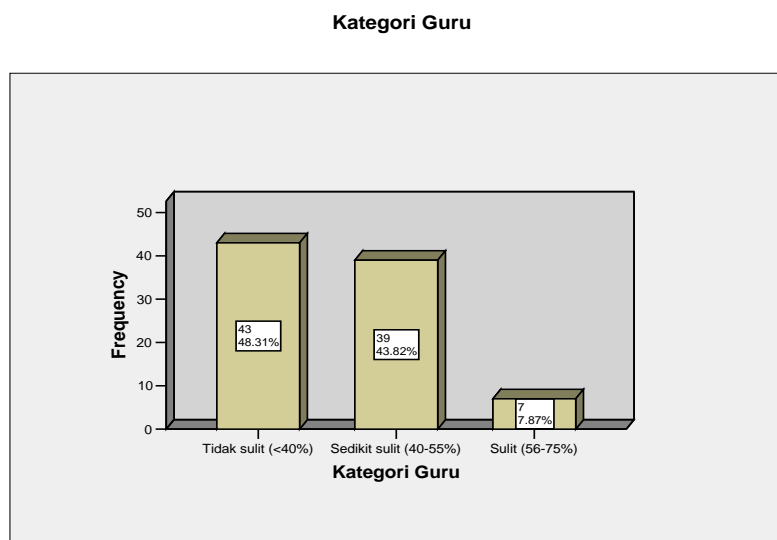 Kategori Guru
50
40
30
20
10
0
Frequency
43
48.31%
39
43.82%
7
7.87%
Tidak sulit (<40%)
Sedikit sulit (40-55%)
Sulit (56-75%)
Kategori Guru